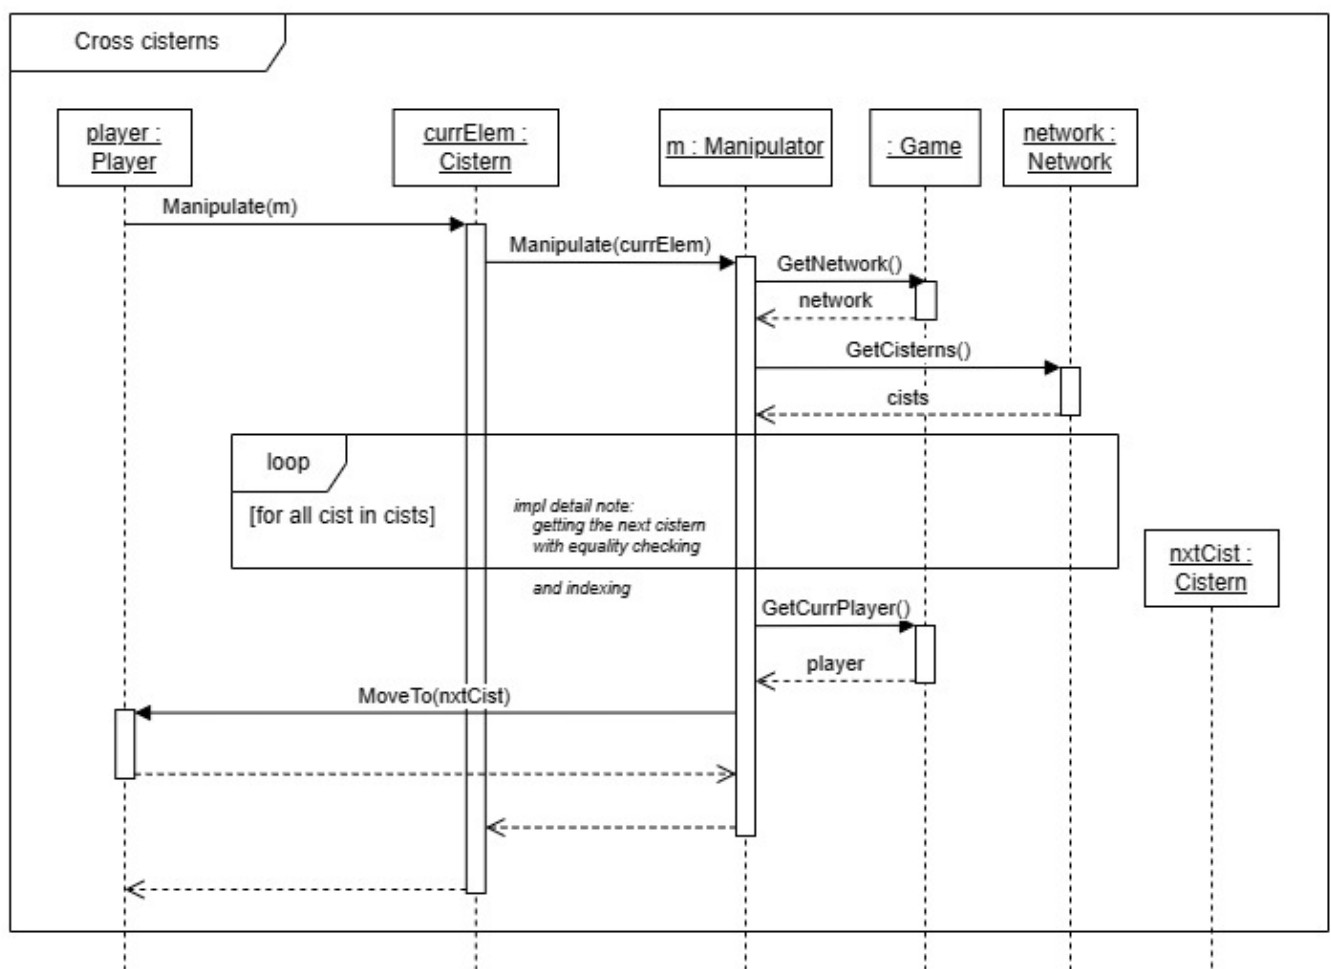 Cross cisterns
player :
Player
currElem :
Cistern
m : Manipulator
: Game
network :
Network
Manipulate(m)
Manipulate(currElem)
GetNetwork()
network
GetCisterns()
cists
loop
[for all cist in cists]
impl detail note:
getting the next cistern
with equality checking
and indexing
nxtCist :
Cistern
GetCurrPlayer()
player
MoveTo(nxtCist)